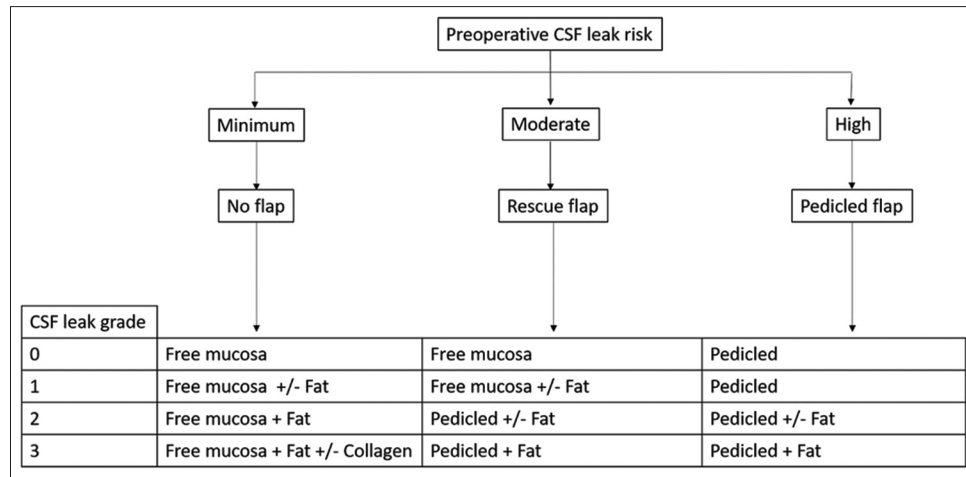 Preoperative CSF leak risk
Minimum Moderate High
No flap Rescue flap Pedicled flap
CSF leak grade
0 Free mucosa Free mucosa Pedicled
1 Free mucosa +/- Fat Free mucosa +/- Fat Pedicled
2 Free mucosa + Fat Pedicled +/- Fat Pedicled +/- Fat
3 Free mucosa + Fat +/- Collagen Pedicled + Fat Pedicled + Fat